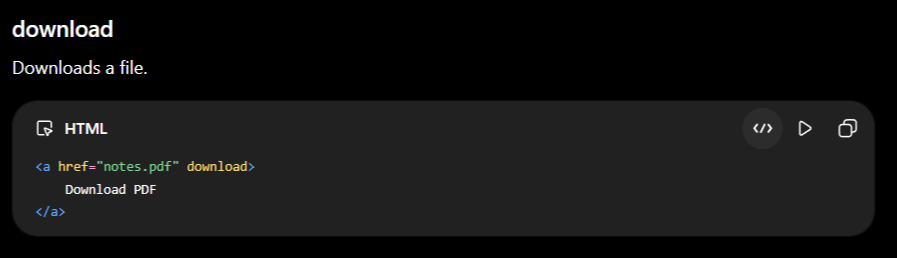 download
Downloads a file.
HTML
<a href="notes.pdf" download>
    Download PDF
</a>